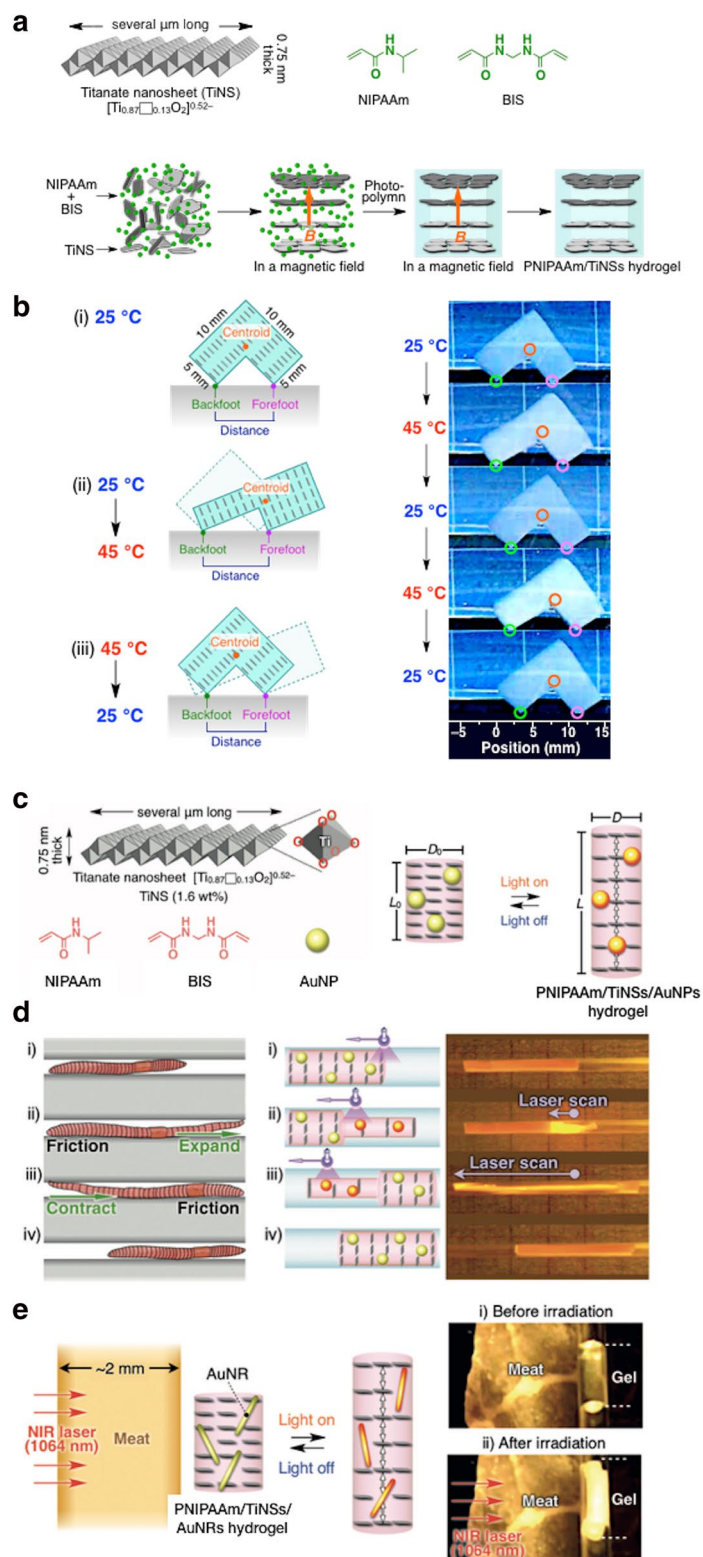 a
several µm long
0.75 nm
thick
Titanate nanosheet (TiNS)
[Ti0.87□0.13O2]0.52–
H
N
O
NIPAAm
H H
N N
O O
BIS
NIPAAm
+
BIS
TiNS
B
In a magnetic field
Photo-
polymn
B
In a magnetic field
PNIPAAm/TiNSs hydrogel
b
(i) 25 °C
10 mm
10 mm
Centroid
5 mm
5 mm
Backfoot
Forefoot
Distance
(ii) 25 °C
45 °C
Centroid
Backfoot
Forefoot
Distance
(iii) 45 °C
25 °C
Centroid
Backfoot
Forefoot
Distance
25 °C
45 °C
25 °C
45 °C
25 °C
–5 0 5 10 15
Position (mm)
c
several µm long
0.75 nm
thick
Ti
O
O
O
O
O
O
Titanate nanosheet [Ti0.87□0.13O2]0.52–
TiNS (1.6 wt%)
H
N
O
NIPAAm
H H
N N
O O
BIS
AuNP
D0
L0
Light on
Light off
D
L
PNIPAAm/TiNSs/AuNPs
hydrogel
d
i)
ii)
Friction
Expand
iii)
Contract
Friction
iv)
i)
ii)
iii)
iv)
Laser scan
Laser scan
e
~2 mm
NIR laser
(1064 nm)
Meat
AuNR
PNIPAAm/TiNSs/
AuNRs hydrogel
Light on
Light off
i) Before irradiation
Meat
Gel
ii) After irradiation
Meat
Gel
NIR laser
(1064 nm)